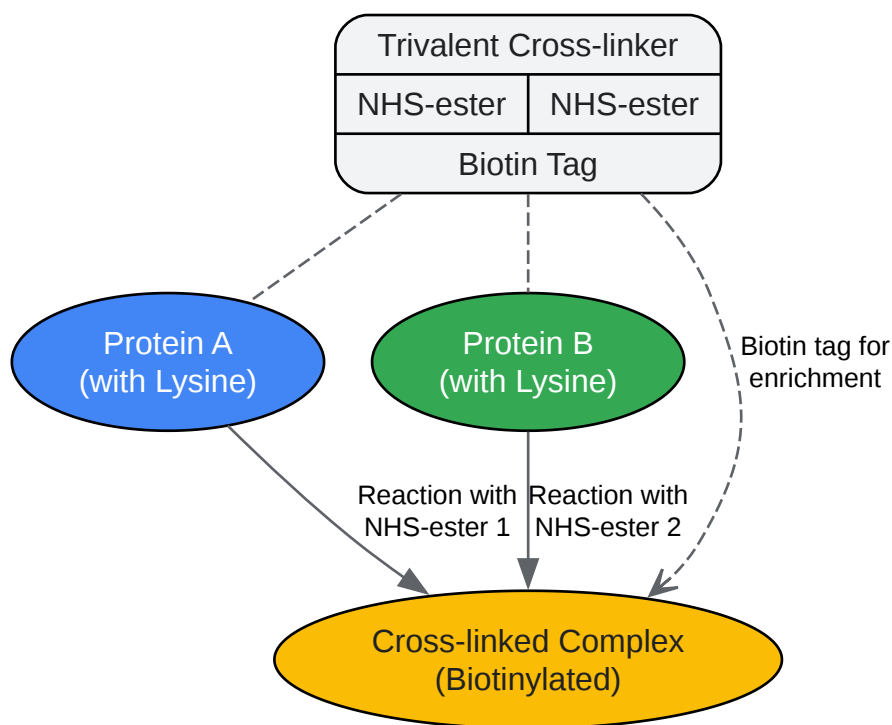 Trivalent Cross-linker
NHS-ester
NHS-ester
Biotin Tag
Protein A
(with Lysine)
Protein B
(with Lysine)
Biotin tag for
enrichment
Reaction with
NHS-ester 1
Reaction with
NHS-ester 2
Cross-linked Complex
(Biotinylated)